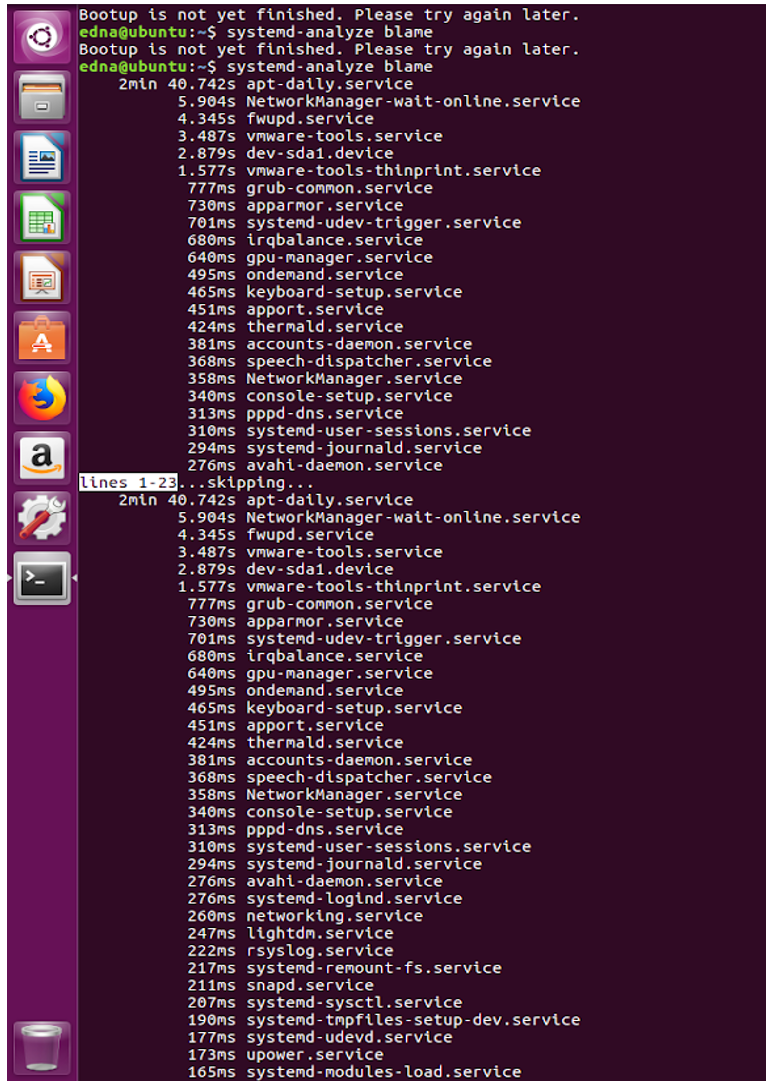 Bootup is not yet finished. Please try again later.
edna@ubuntu:~$ systemd-analyze blame
Bootup is not yet finished. Please try again later.
edna@ubuntu:~$ systemd-analyze blame
2min 40.742s apt-daily.service
5.904s NetworkManager-wait-online.service
4.345s fwupd.service
3.487s vmware-tools.service
2.879s dev-sda1.device
1.577s vmware-tools-thinprint.service
777ms grub-common.service
730ms apparmor.service
701ms systemd-udev-trigger.service
680ms irqbalance.service
640ms gpu-manager.service
495ms ondemand.service
465ms keyboard-setup.service
451ms apport.service
424ms thermald.service
381ms accounts-daemon.service
368ms speech-dispatcher.service
358ms NetworkManager.service
340ms console-setup.service
313ms pppd-dns.service
310ms systemd-user-sessions.service
294ms systemd-journald.service
276ms avahi-daemon.service
lines 1-23...skipping...
2min 40.742s apt-daily.service
5.904s NetworkManager-wait-online.service
4.345s fwupd.service
3.487s vmware-tools.service
2.879s dev-sda1.device
1.577s vmware-tools-thinprint.service
777ms grub-common.service
730ms apparmor.service
701ms systemd-udev-trigger.service
680ms irqbalance.service
640ms gpu-manager.service
495ms ondemand.service
465ms keyboard-setup.service
451ms apport.service
424ms thermald.service
381ms accounts-daemon.service
368ms speech-dispatcher.service
358ms NetworkManager.service
340ms console-setup.service
313ms pppd-dns.service
310ms systemd-user-sessions.service
294ms systemd-journald.service
276ms avahi-daemon.service
276ms systemd-logind.service
260ms networking.service
247ms lightdm.service
222ms rsyslog.service
217ms systemd-remount-fs.service
211ms snapd.service
207ms systemd-sysctl.service
190ms systemd-tmpfiles-setup-dev.service
177ms systemd-udevd.service
173ms upower.service
165ms systemd-modules-load.service